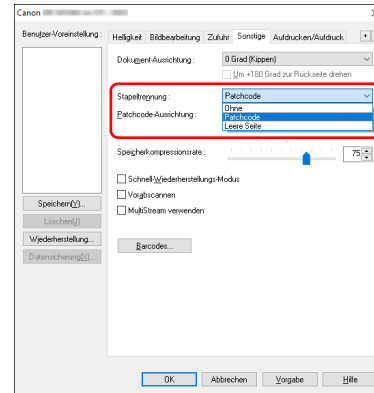 Canon
Benutzer-Voreinstellung :
Helligkeit Bildbearbeitung Zufuhr Sonstige Aufdrucken/Aufdruck
Dokument-Ausrichtung :
0 Grad (Kippen)
Um +180 Grad zur Rückseite drehen
Stapeltrennung :
Patchcode
Ohne
Patchcode-Ausrichtung :
Patchcode
Leere Seite
Speicherkompressionsrate :
75
Schnell-Wiederherstellungs-Modus
Vorabscannen
MultiStream verwenden
Speichern(Y)...
Löschen(J)
Wiederherstellung...
Datensicherung(X)...
Barcodes...
OK Abbrechen Vorgabe Hilfe